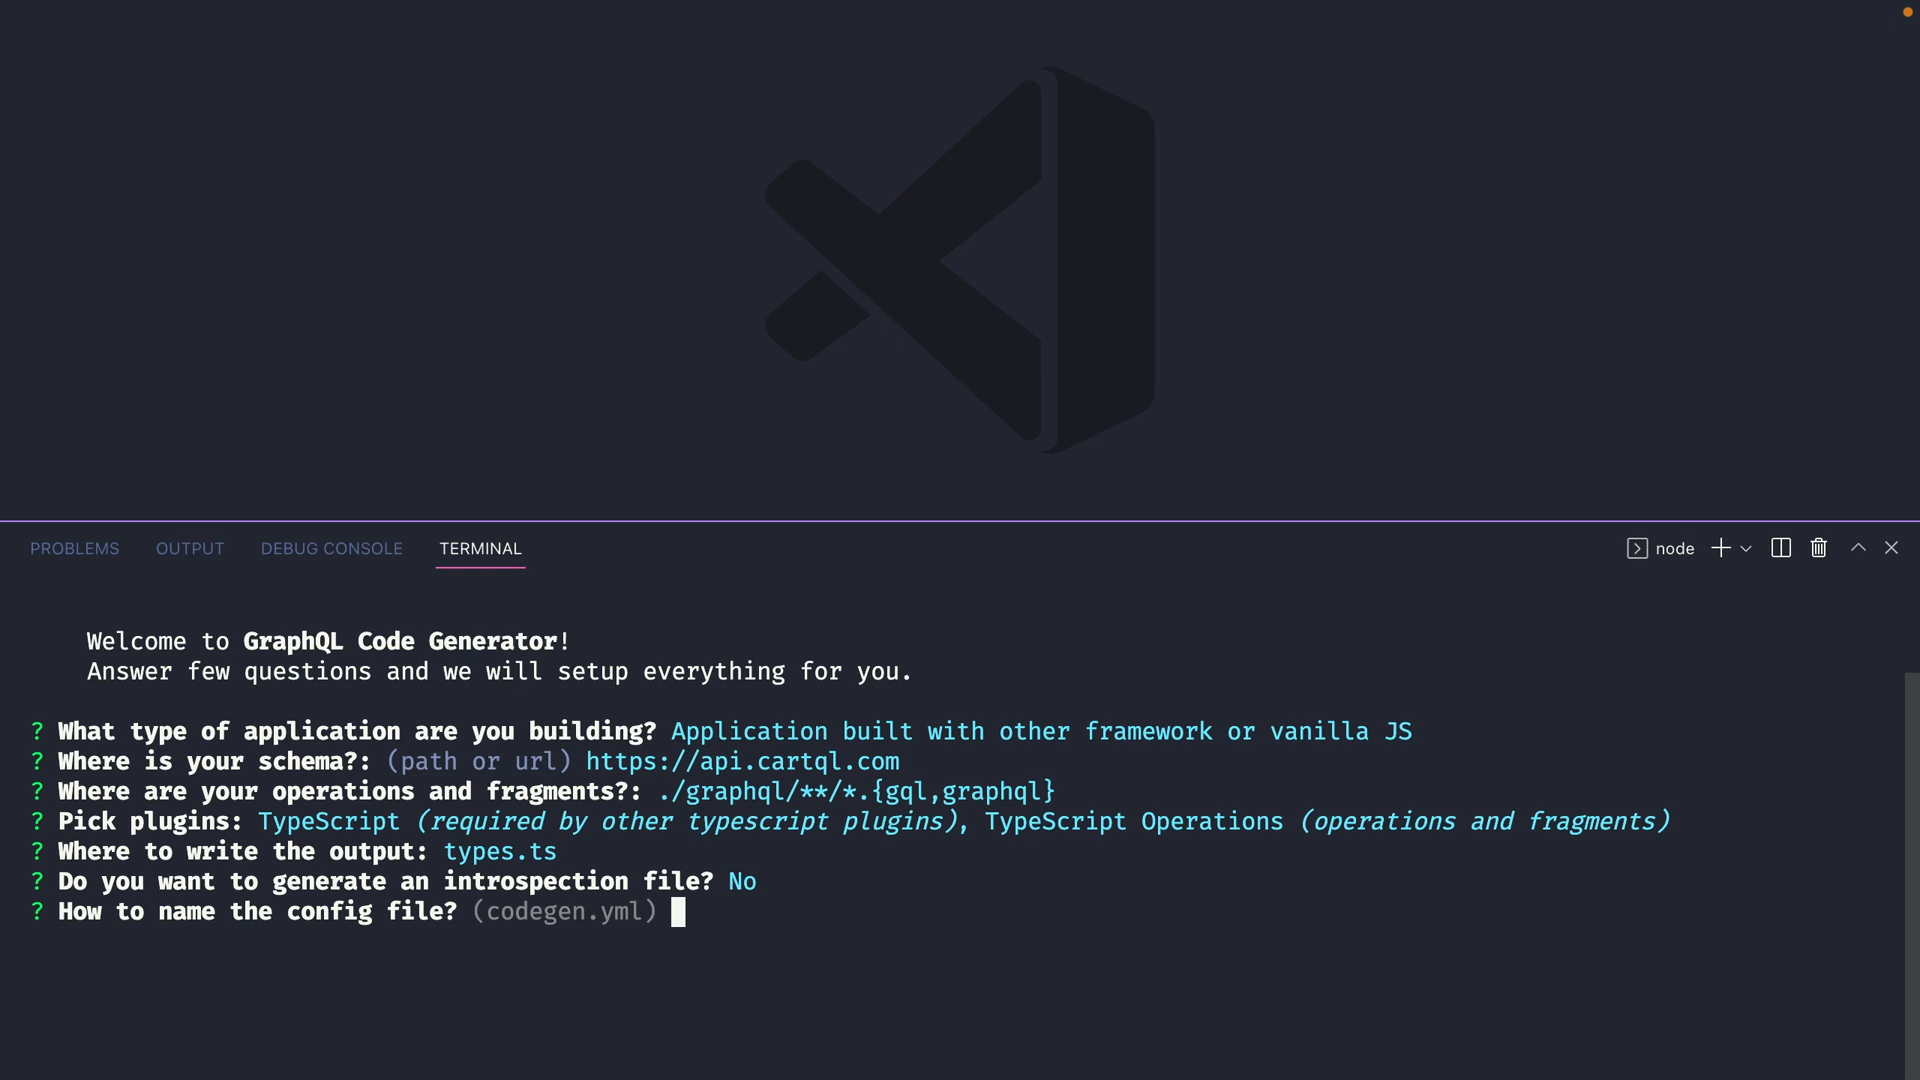 PROBLEMS OUTPUT DEBUG CONSOLE TERMINAL node
Welcome to GraphQL Code Generator!
Answer few questions and we will setup everything for you.
? What type of application are you building? Application built with other framework or vanilla JS
? Where is your schema?: (path or url) https://api.cartql.com
? Where are your operations and fragments?: ./graphql/**/*.{gql,graphql}
? Pick plugins: TypeScript (required by other typescript plugins), TypeScript Operations (operations and fragments)
? Where to write the output: types.ts
? Do you want to generate an introspection file? No
? How to name the config file? (codegen.yml)